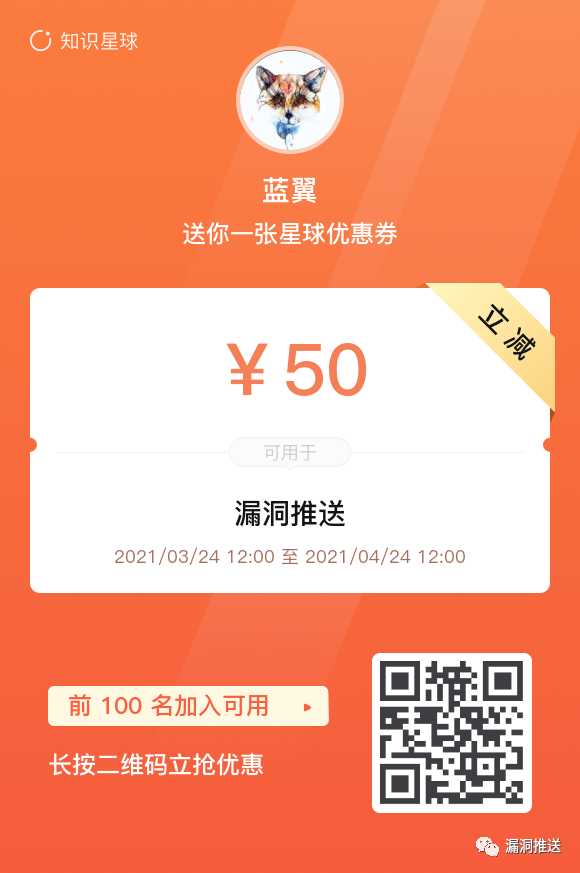 知识星球
蓝翼
送你一张星球优惠券
立减
¥50
可用于
漏洞推送
2021/03/24 12:00 至 2021/04/24 12:00
前 100 名加入可用
长按二维码立抢优惠
漏洞推送